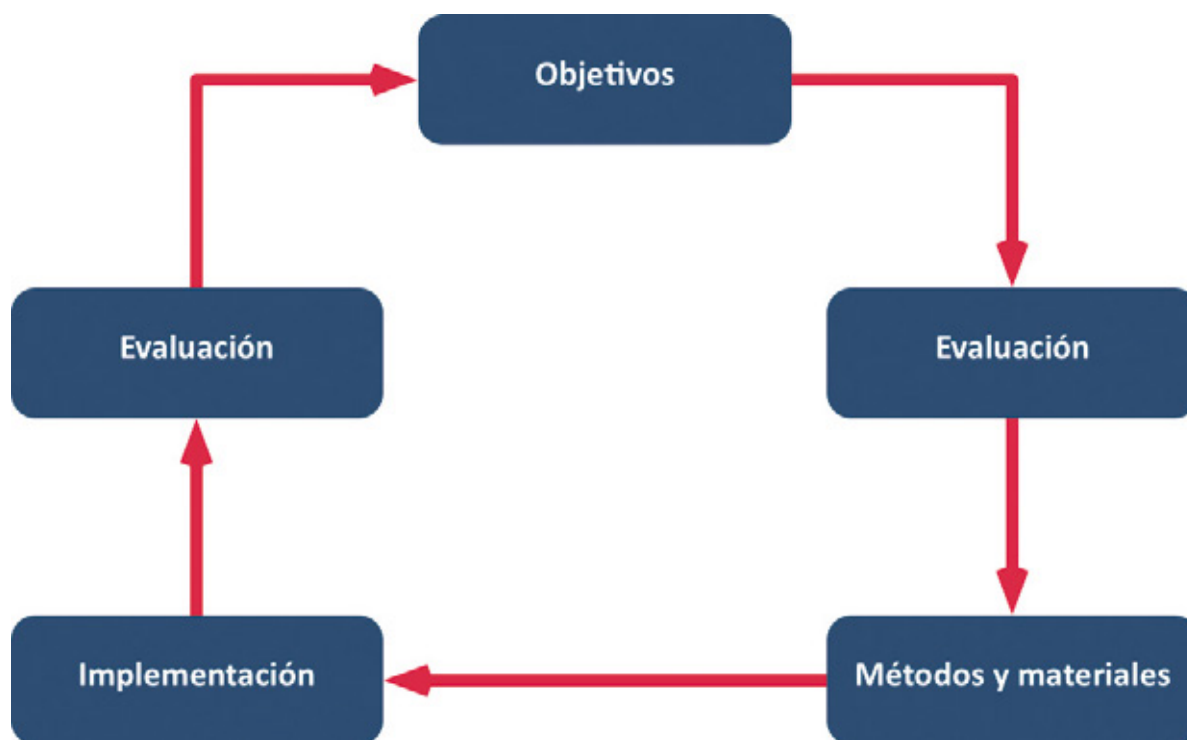 Objetivos
Evaluación
Evaluación
Implementación
Métodos y materiales